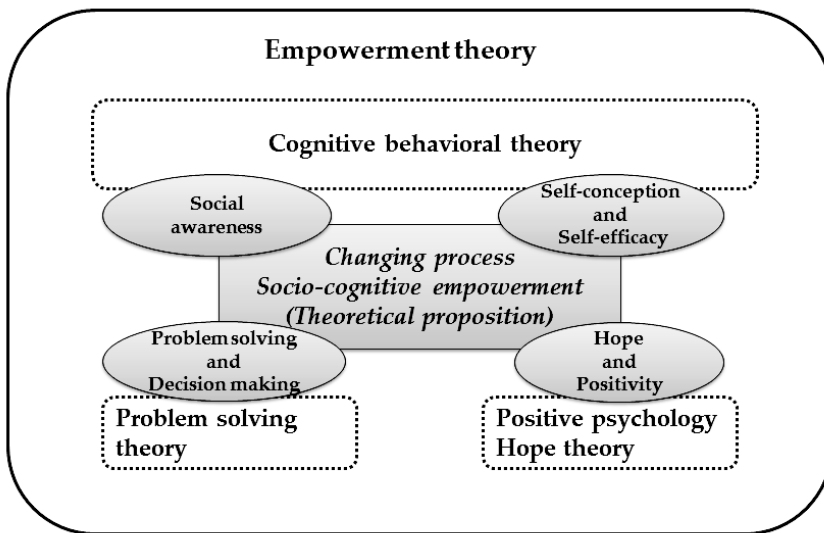 Empowerment theory
Cognitive behavioral theory
Social
awareness
Self-conception
and
Self-efficacy
Changing process
Socio-cognitive empowerment
(Theoretical proposition)
Problem solving
and
Decision making
Hope
and
Positivity
Problem solving
theory
Positive psychology
Hope theory